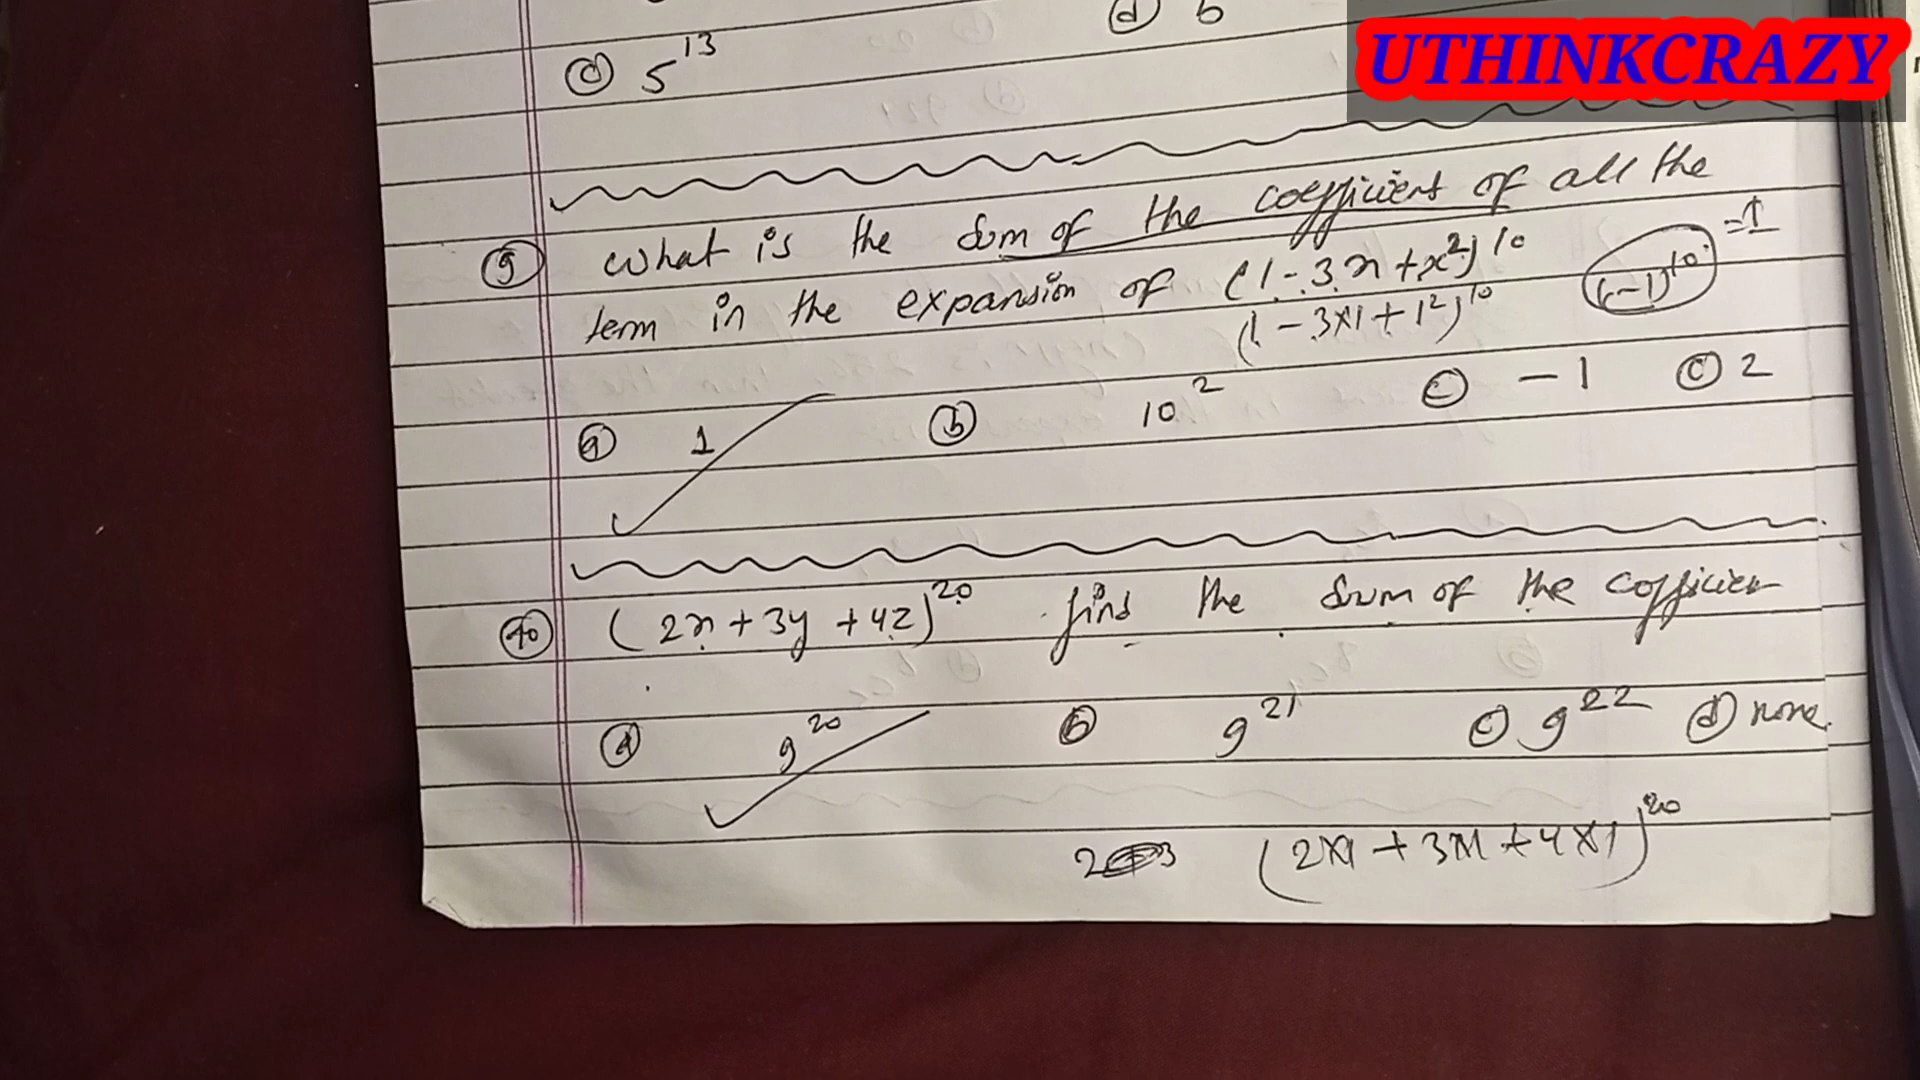 ⓓ b
UTHINKCRAZY
ⓒ 5^13
⑨ what is the sum of the coefficient of all the
term in the expansion of (1-3x+x²)^10 (-1)^10 = 1
(1-3×1+1²)^10
ⓐ 1 ⓑ 10² ⓒ -1 ⓒ 2
⑩ (2x+3y+4z)^20 find the sum of the cofficien
ⓐ 9^20 ⓑ 9^21 ⓒ 9^22 ⓓ none.
(2×1+3×1+4×1)^20